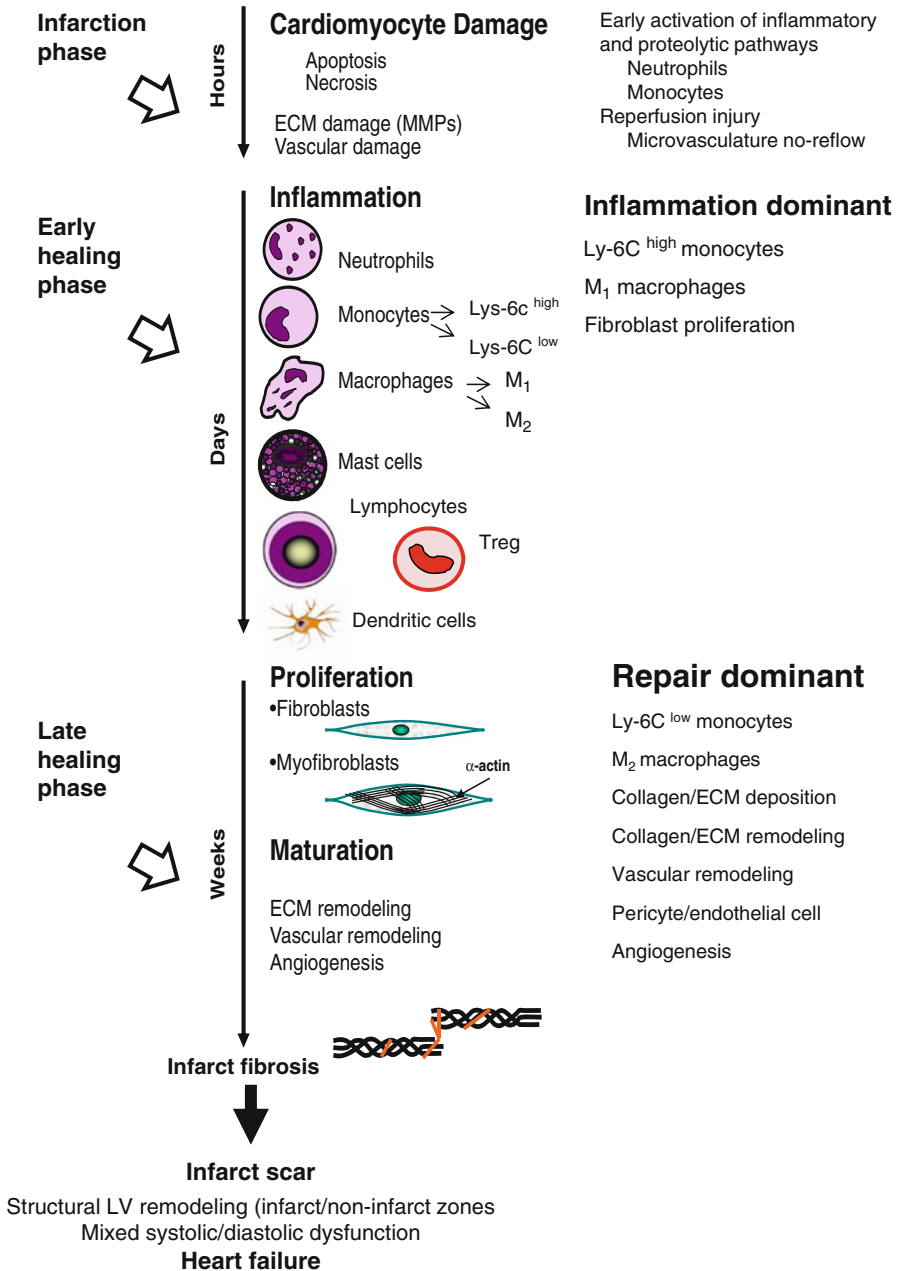 Infarction
phase
Hours
Cardiomyocyte Damage
Apoptosis
Necrosis
ECM damage (MMPs)
Vascular damage
Early activation of inflammatory
and proteolytic pathways
Neutrophils
Monocytes
Reperfusion injury
Microvasculature no-reflow
Early
healing
phase
Days
Inflammation
Neutrophils
Monocytes
Lys-6c high
Lys-6C low
Macrophages
M1
M2
Mast cells
Lymphocytes
Treg
Dendritic cells
Inflammation dominant
Ly-6C high monocytes
M1 macrophages
Fibroblast proliferation
Late
healing
phase
Weeks
Proliferation
•Fibroblasts
•Myofibroblasts
α-actin
Maturation
ECM remodeling
Vascular remodeling
Angiogenesis
Repair dominant
Ly-6C low monocytes
M2 macrophages
Collagen/ECM deposition
Collagen/ECM remodeling
Vascular remodeling
Pericyte/endothelial cell
Angiogenesis
Infarct fibrosis
Infarct scar
Structural LV remodeling (infarct/non-infarct zones
Mixed systolic/diastolic dysfunction
Heart failure